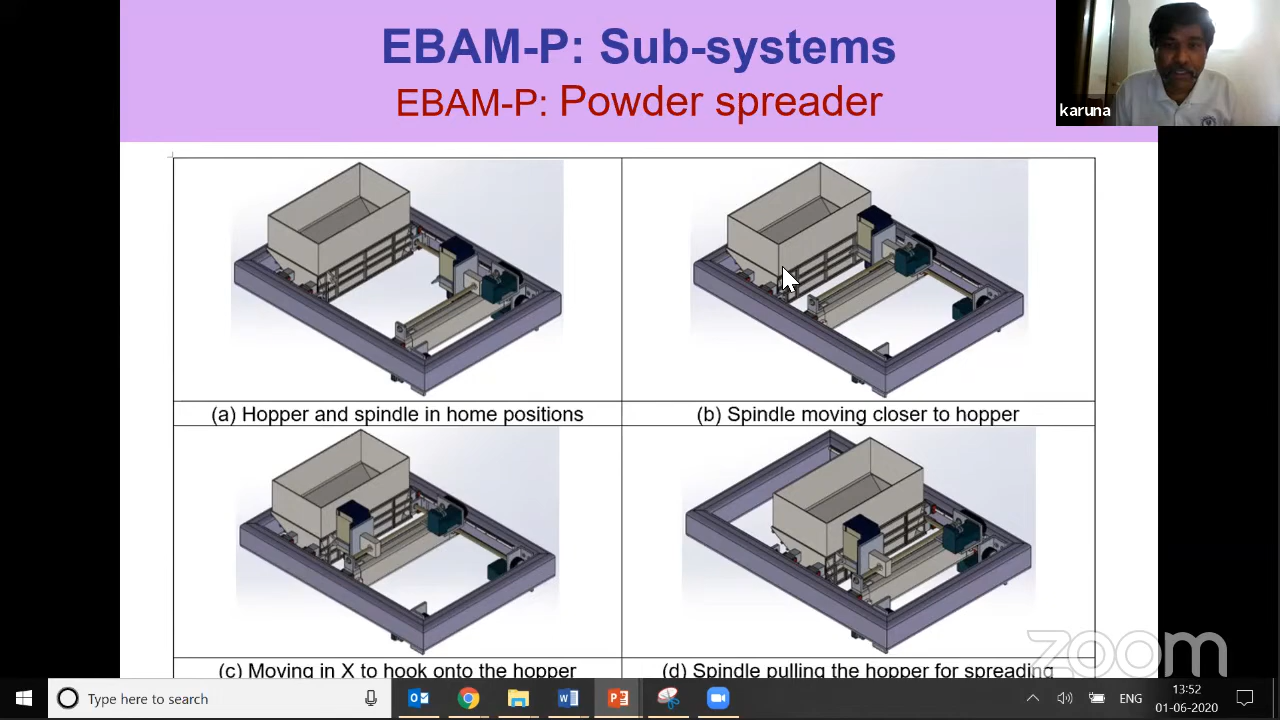 EBAM-P: Sub-systems
EBAM-P: Powder spreader
karuna
(a) Hopper and spindle in home positions
(b) Spindle moving closer to hopper
(c) Moving in X to hook onto the hopper
(d) Spindle pulling the hopper for spreading
zoom
Type here to search
ENG
13:52
01-06-2020